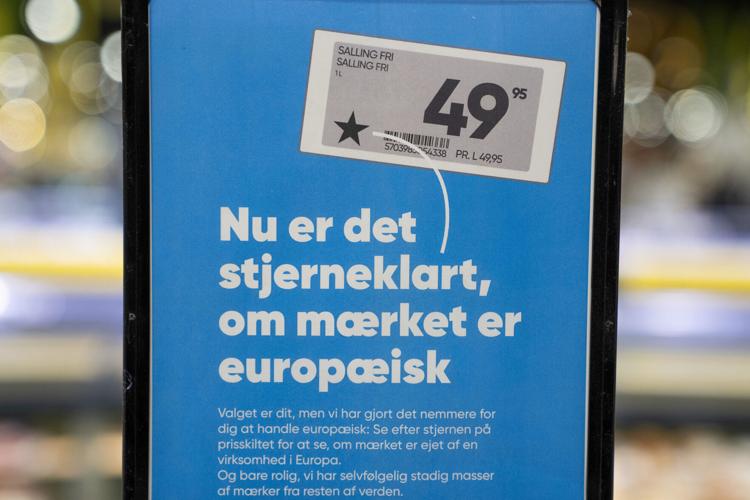 SALLING FRI
SALLING FRI
1 L
49 95
PR. L 49,95
Nu er det
stjerneklart,
om mærket er
europæisk
Valget er dit, men vi har gjort det nemmere for
dig at handle europæisk: Se efter stjernen på
prisskiltet for at se, om mærket er ejet af en
virksomhed i Europa.
Og bare rolig, vi har selvfølgelig stadig masser
af mærker fra resten af verden.